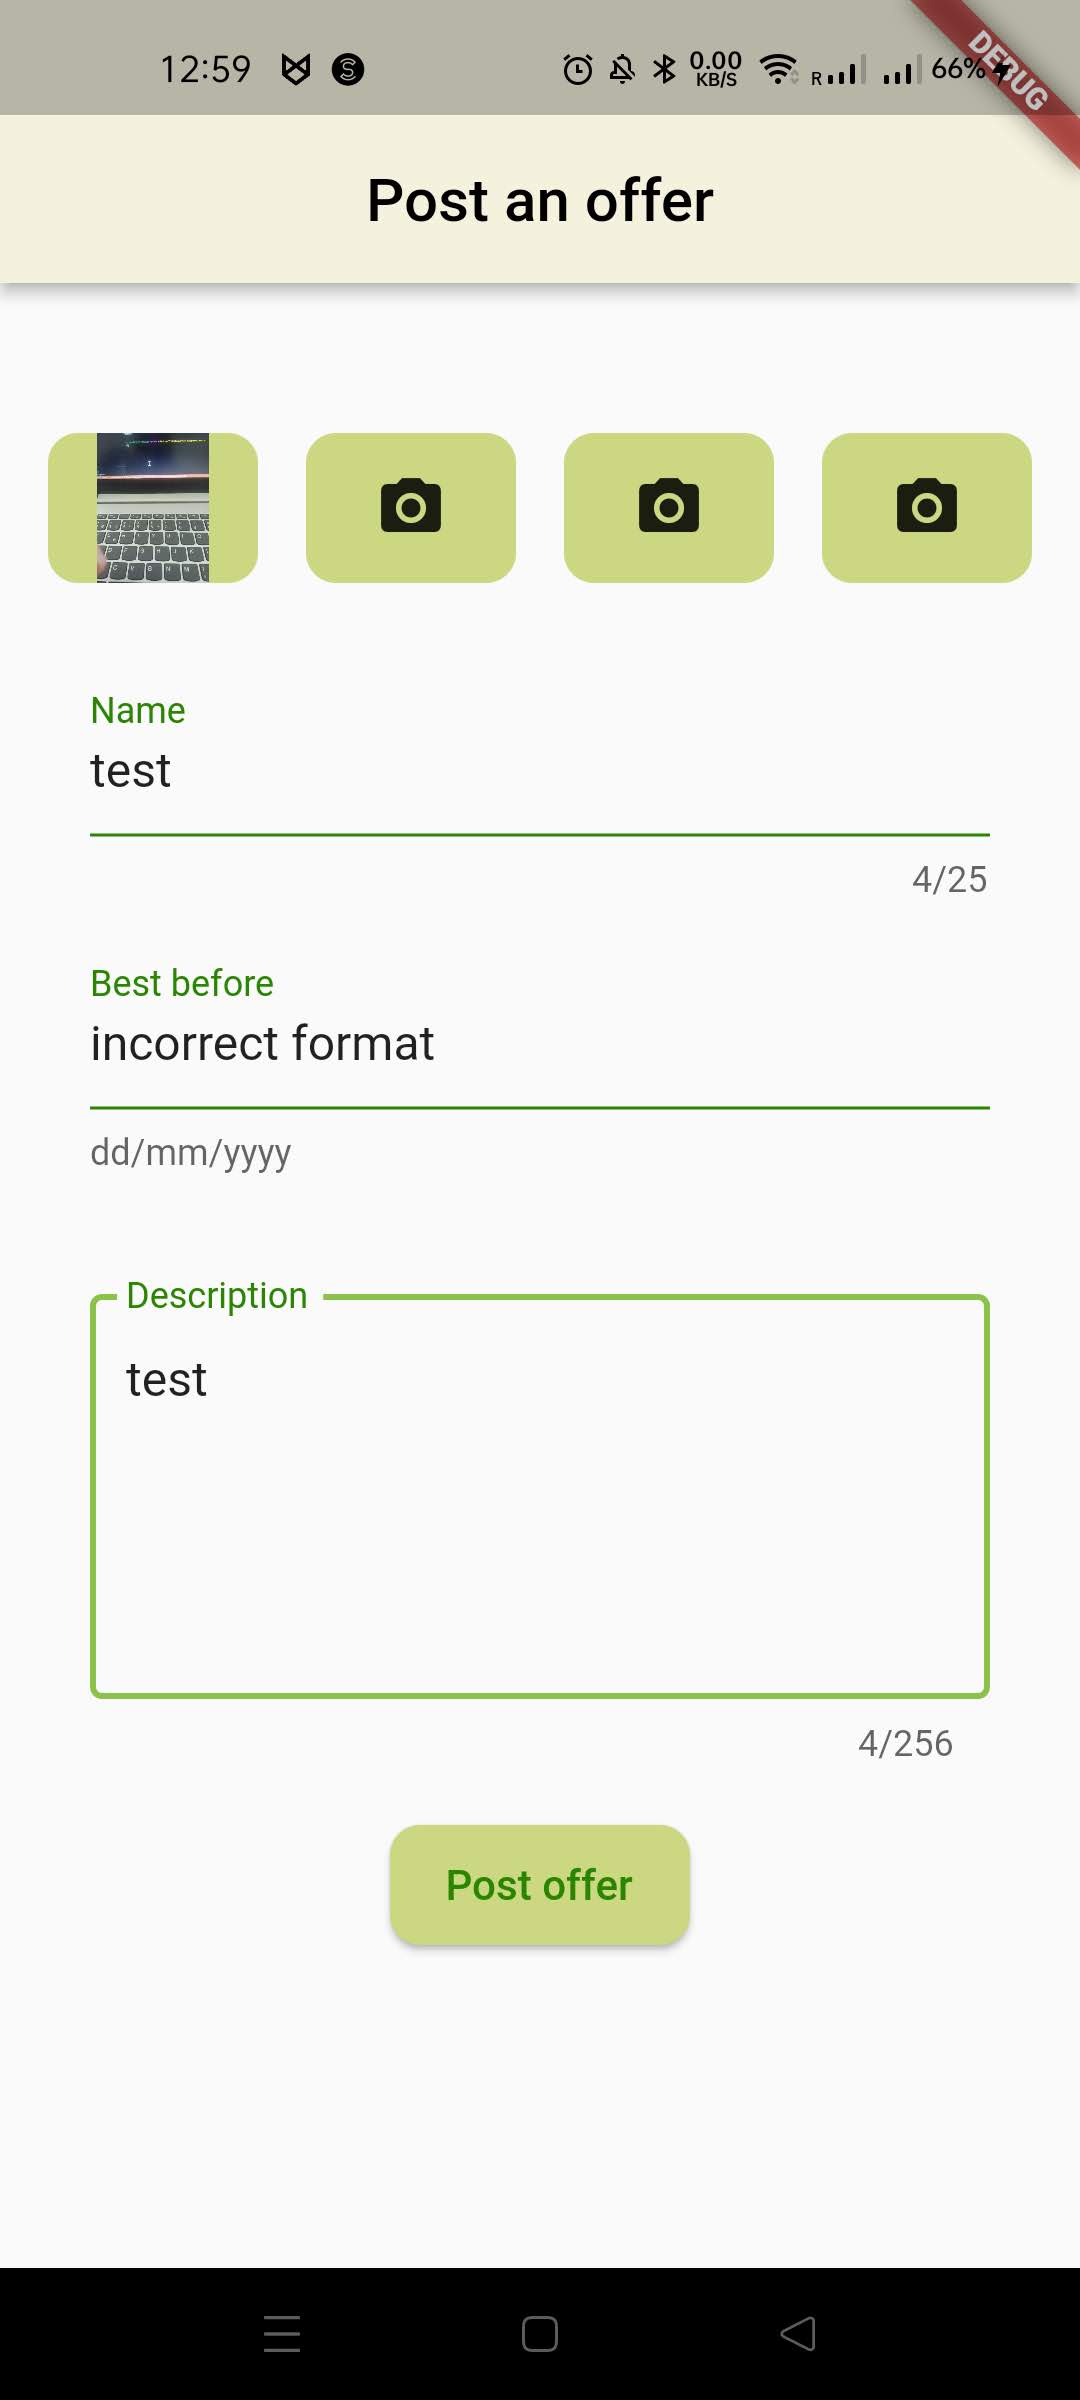 12:59 0.00 KB/S R 66%
DEBUG
Post an offer
Name
test
4/25
Best before
incorrect format
dd/mm/yyyy
Description
test
4/256
Post offer